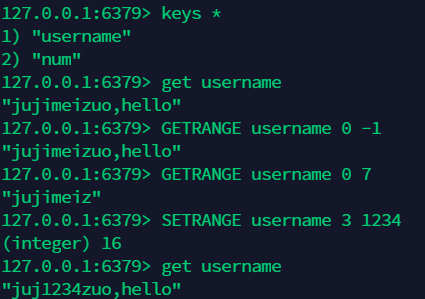 127.0.0.1:6379> keys *
1) "username"
2) "num"
127.0.0.1:6379> get username
"jujimeizuo,hello"
127.0.0.1:6379> GETRANGE username 0 -1
"jujimeizuo,hello"
127.0.0.1:6379> GETRANGE username 0 7
"jujimeiz"
127.0.0.1:6379> SETRANGE username 3 1234
(integer) 16
127.0.0.1:6379> get username
"juj1234zuo,hello"